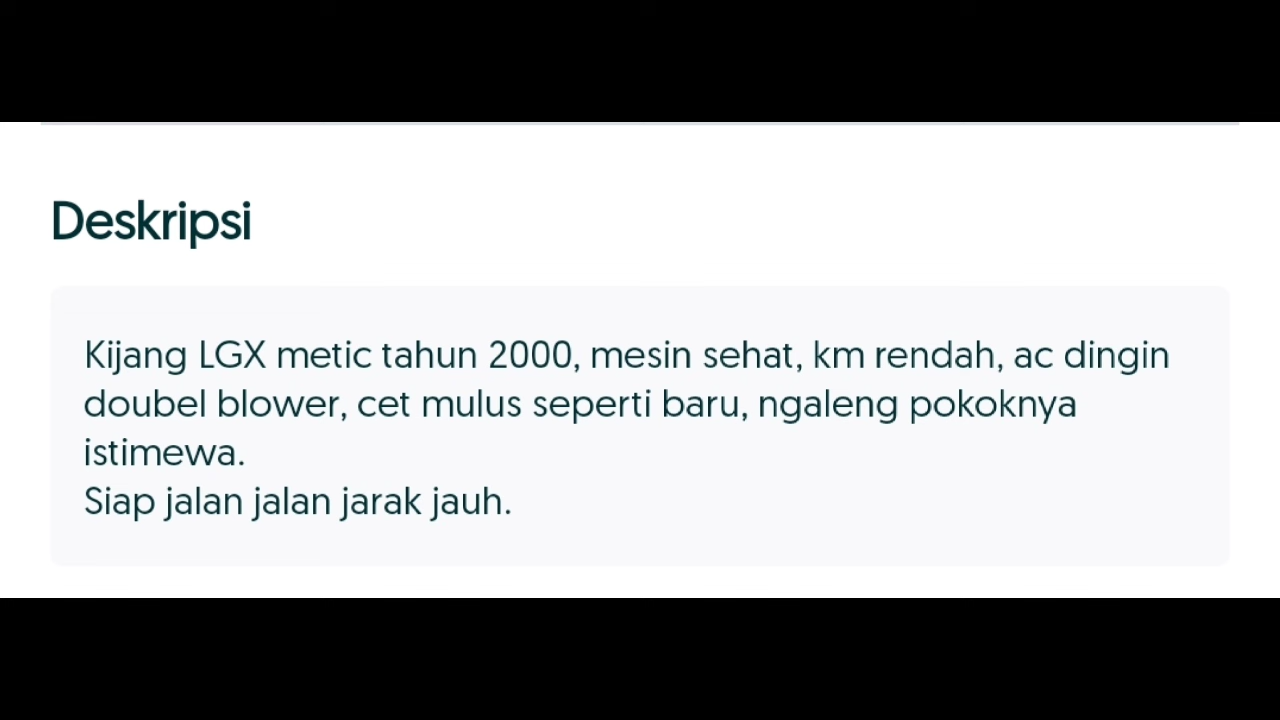 Deskripsi
Kijang LGX metic tahun 2000, mesin sehat, km rendah, ac dingin
doubel blower, cet mulus seperti baru, ngaleng pokoknya
istimewa.
Siap jalan jalan jarak jauh.